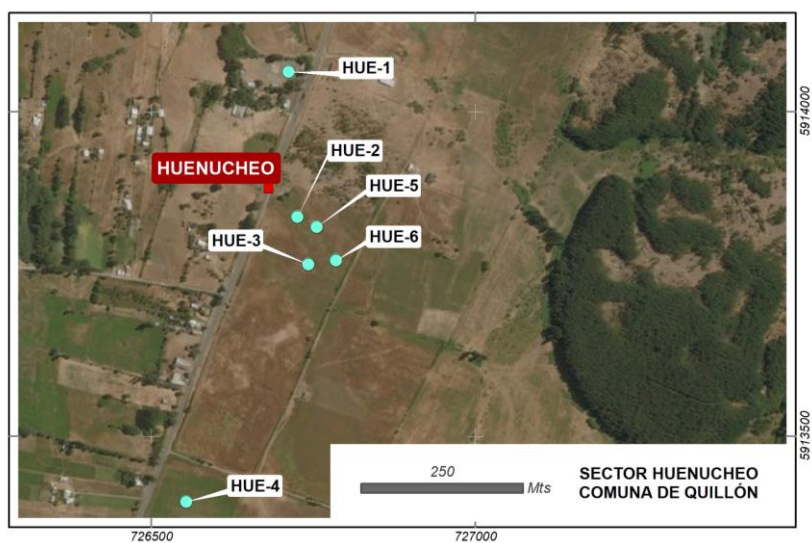 HUE-1
5914000
HUE-2
HUENUCHEO
HUE-5
HUE-3
HUE-6
5913500
250
Mts
SECTOR HUENUCHEO
COMUNA DE QUILLÓN
HUE-4
726500
727000